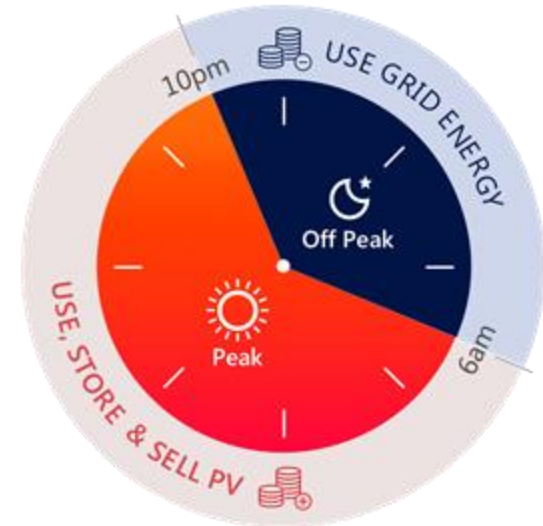 10pm
USE GRID ENERGY
Off Peak
6am
Peak
USE, STORE & SELL PV